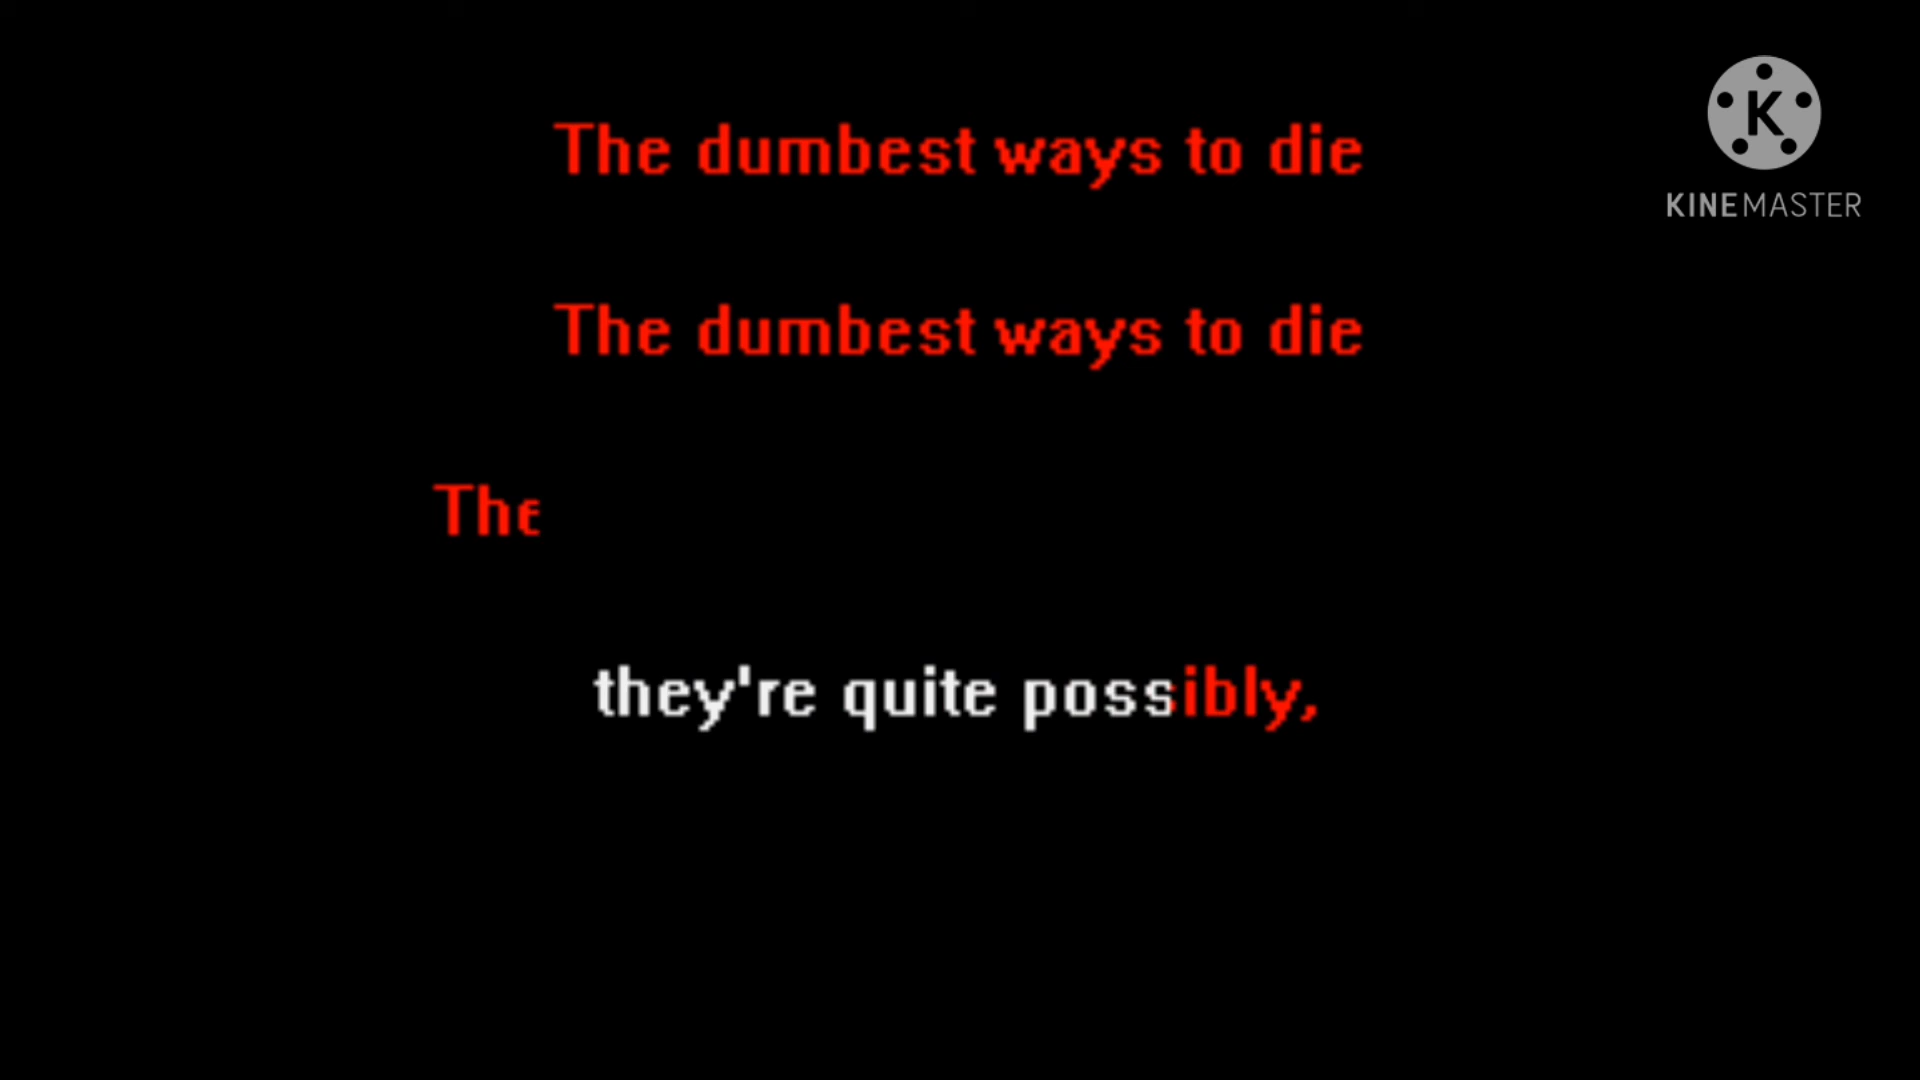 The dumbest ways to die
KINEMASTER
The dumbest ways to die
The
they're quite possibly,